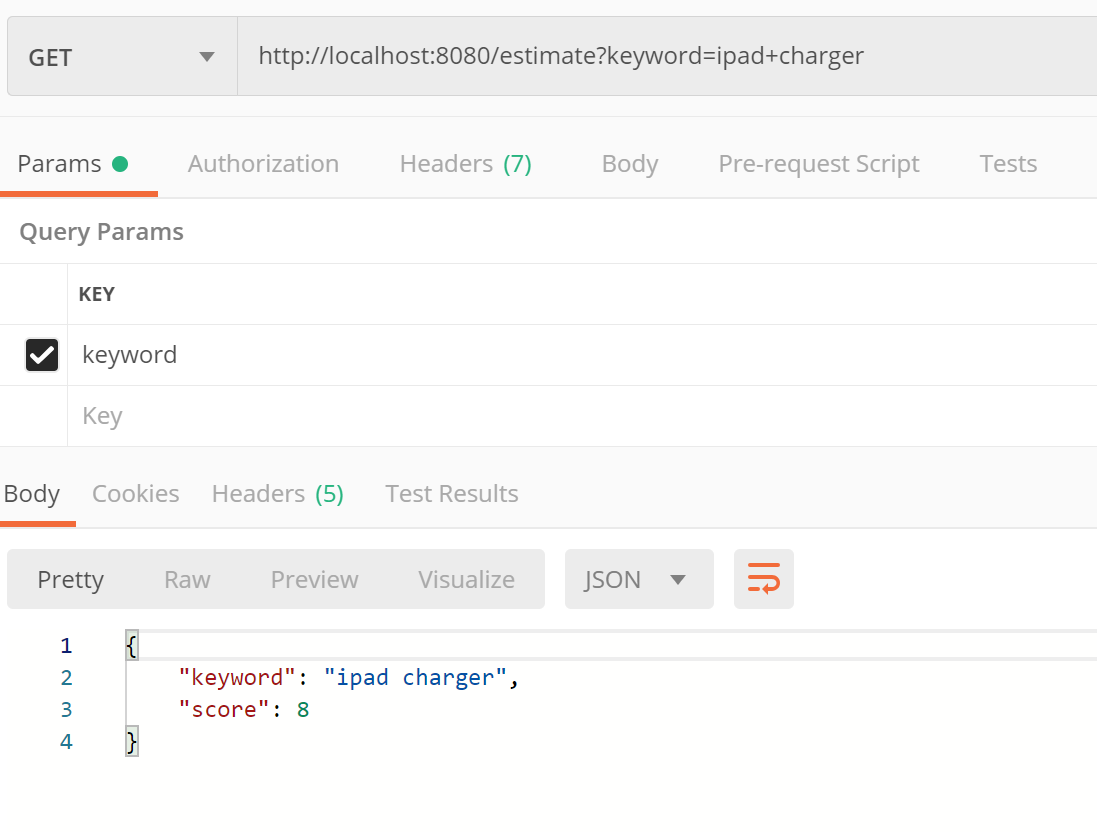 GET http://localhost:8080/estimate?keyword=ipad+charger
Params Authorization Headers (7) Body Pre-request Script Tests
Query Params
KEY
keyword
Key
Body Cookies Headers (5) Test Results
Pretty Raw Preview Visualize JSON
1 {
2 "keyword": "ipad charger",
3 "score": 8
4 }